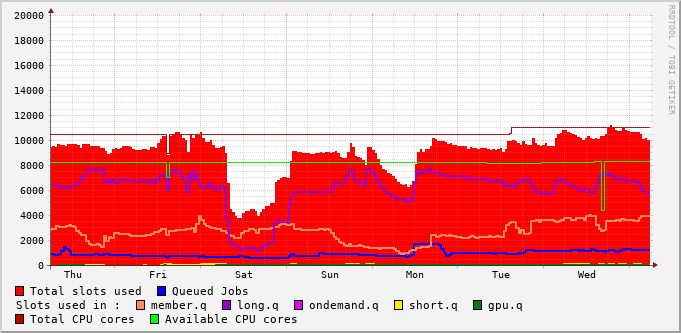 20000
18000
16000
14000
12000
10000
8000
6000
4000
2000
0
Thu Fri Sat Sun Mon Tue Wed
Total slots used Queued Jobs
Slots used in : member.q long.q ondemand.q short.q gpu.q
Total CPU cores Available CPU cores
RRDTOOL / TOBI OETIKER